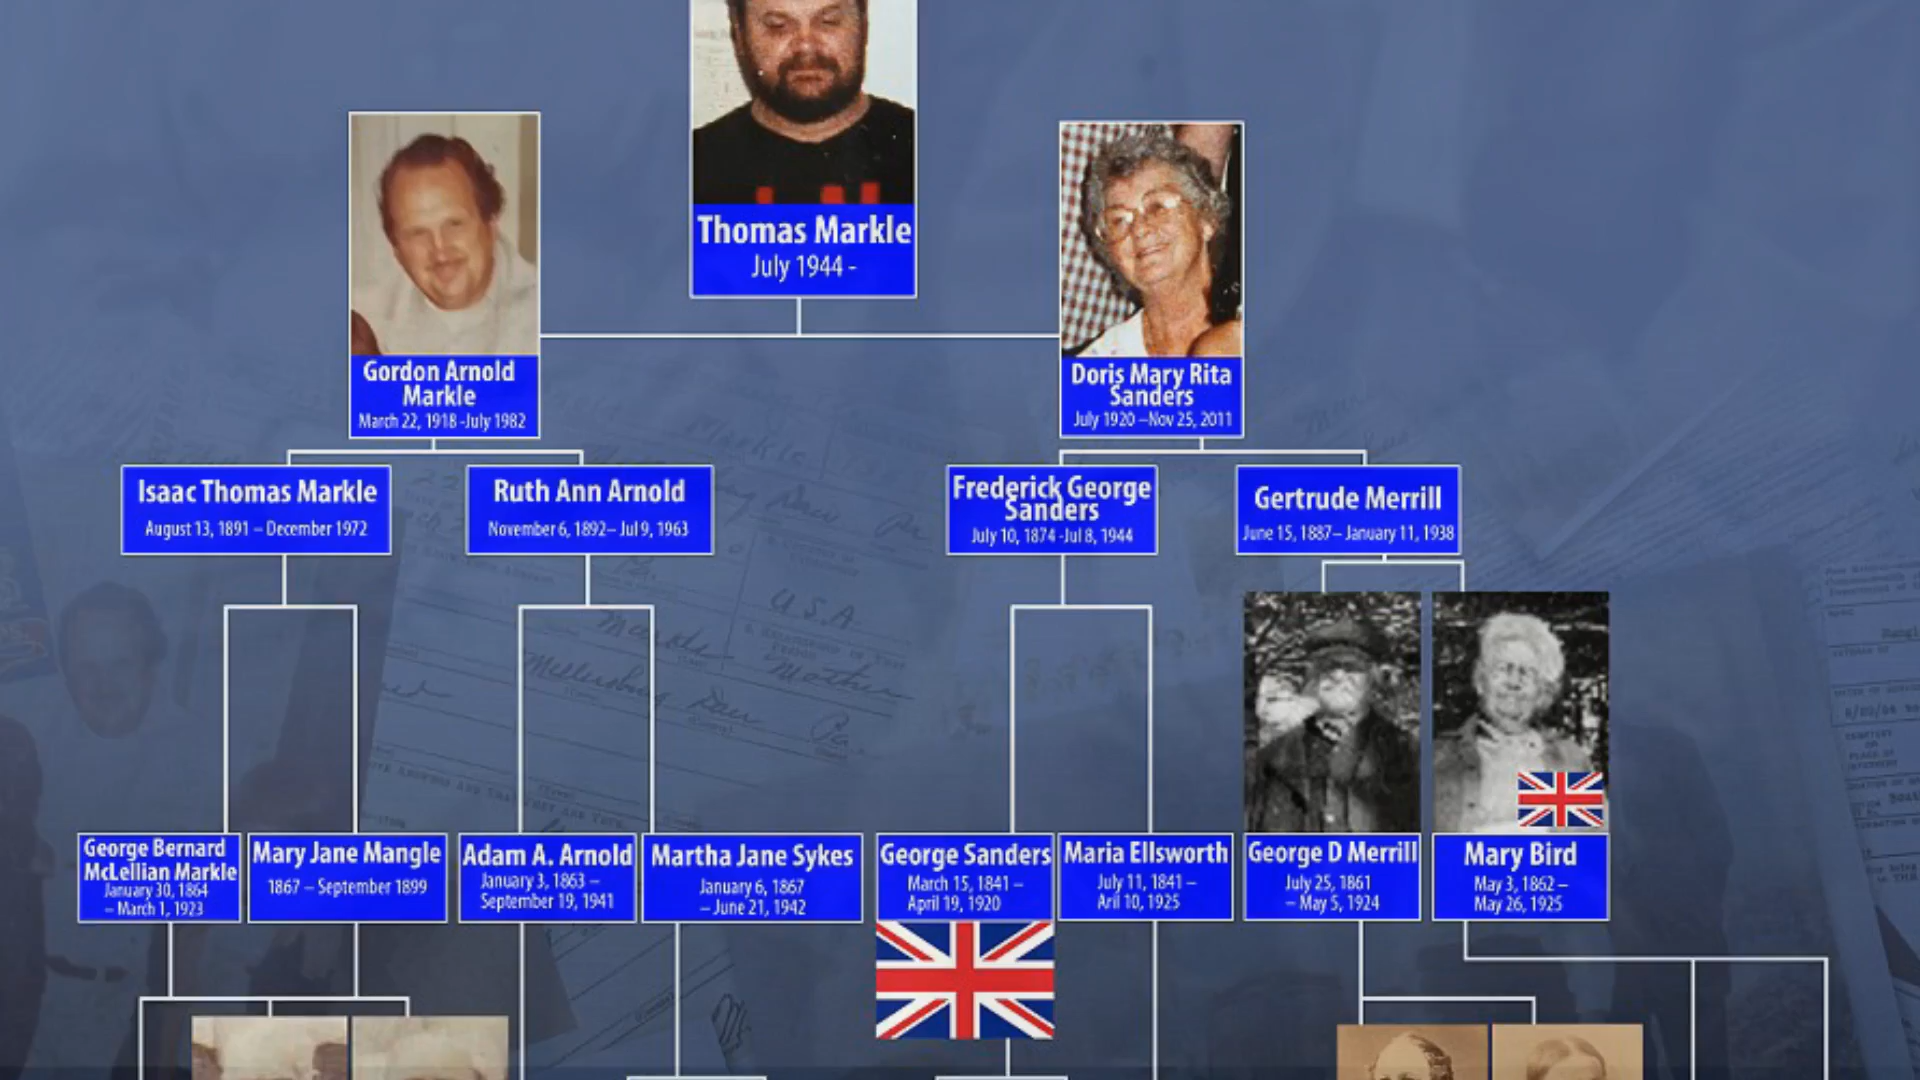 Thomas Markle
July 1944 -
Gordon Arnold
Markle
March 22, 1918 -July 1982
Doris Mary Rita
Sanders
July 1920 –Nov 25, 2011
Isaac Thomas Markle
August 13, 1891 – December 1972
Ruth Ann Arnold
November 6, 1892– Jul 9, 1963
Frederick George
Sanders
July 10, 1874 -Jul 8, 1944
Gertrude Merrill
June 15, 1887– January 11, 1938
U.S.A.
Mother
Millersburg Dau Pa.
George Bernard
McLellian Markle
January 30, 1864
– March 1, 1923
Mary Jane Mangle
1867 – September 1899
Adam A. Arnold
January 3, 1863 –
September 19, 1941
Martha Jane Sykes
January 6, 1867
– June 21, 1942
George Sanders
March 15, 1841 –
April 19, 1920
Maria Ellsworth
July 11, 1841 –
Aril 10, 1925
George D Merrill
July 25, 1861
– May 5, 1924
Mary Bird
May 3, 1862 –
May 26, 1925